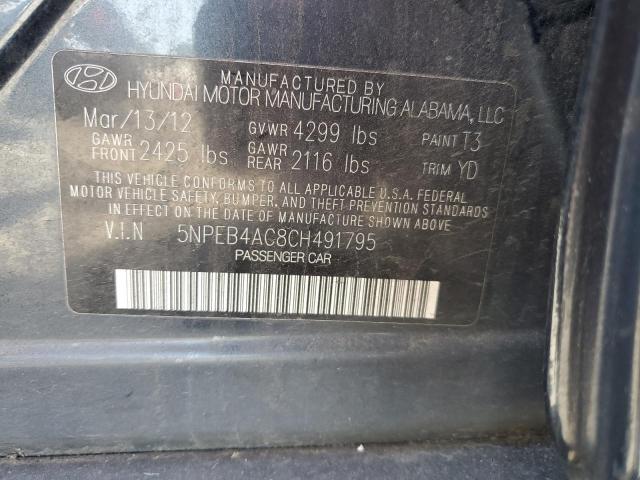 MANUFACTURED BY
HYUNDAI MOTOR MANUFACTURING ALABAMA, LLC
Mar/13/12 GVWR 4299 lbs PAINT T3
GAWR FRONT 2425 lbs GAWR REAR 2116 lbs TRIM YD
THIS VEHICLE CONFORMS TO ALL APPLICABLE U.S.A. FEDERAL
MOTOR VEHICLE SAFETY, BUMPER, AND THEFT PREVENTION STANDARDS
IN EFFECT ON THE DATE OF MANUFACTURE SHOWN ABOVE
V.I.N 5NPEB4AC8CH491795
PASSENGER CAR